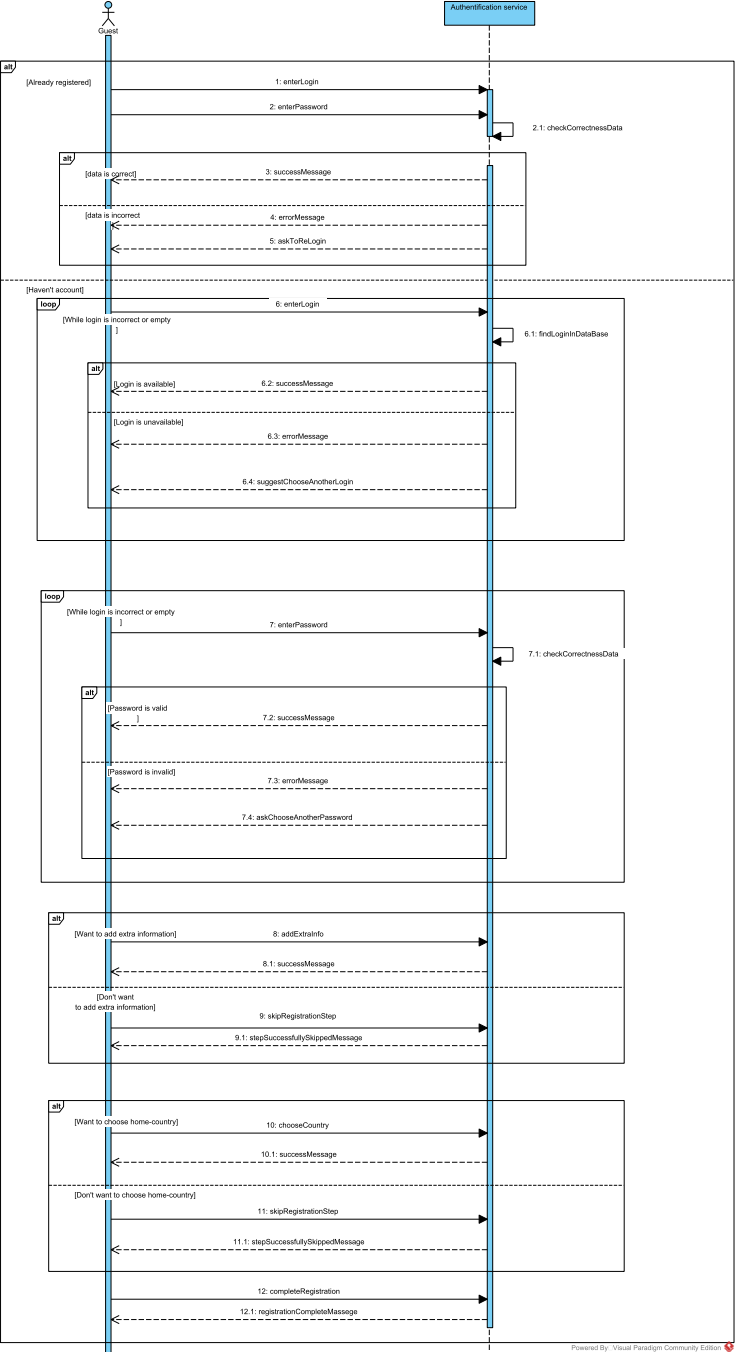 Authentification service
Guest
alt
[Already registered]
1: enterLogin
2: enterPassword
2.1: checkCorrectnessData
alt
[data is correct]
3: successMessage
[data is incorrect
4: errorMessage
5: askToReLogin
[Haven't account]
loop
6: enterLogin
[While login is incorrect or empty
]
6.1: findLoginInDataBase
alt
[Login is available]
6.2: successMessage
[Login is unavailable]
6.3: errorMessage
6.4: suggestChooseAnotherLogin
loop
[While login is incorrect or empty
]
7: enterPassword
7.1: checkCorrectnessData
alt
[Password is valid
]
7.2: successMessage
[Password is invalid]
7.3: errorMessage
7.4: askChooseAnotherPassword
alt
[Want to add extra information]
8: addExtraInfo
8.1: successMessage
[Don't want
to add extra information]
9: skipRegistrationStep
9.1: stepSuccessfullySkippedMessage
alt
[Want to choose home-country]
10: chooseCountry
10.1: successMessage
[Don't want to choose home-country]
11: skipRegistrationStep
11.1: stepSuccessfullySkippedMessage
12: completeRegistration
12.1: registrationCompleteMassege
Powered By: Visual Paradigm Community Edition